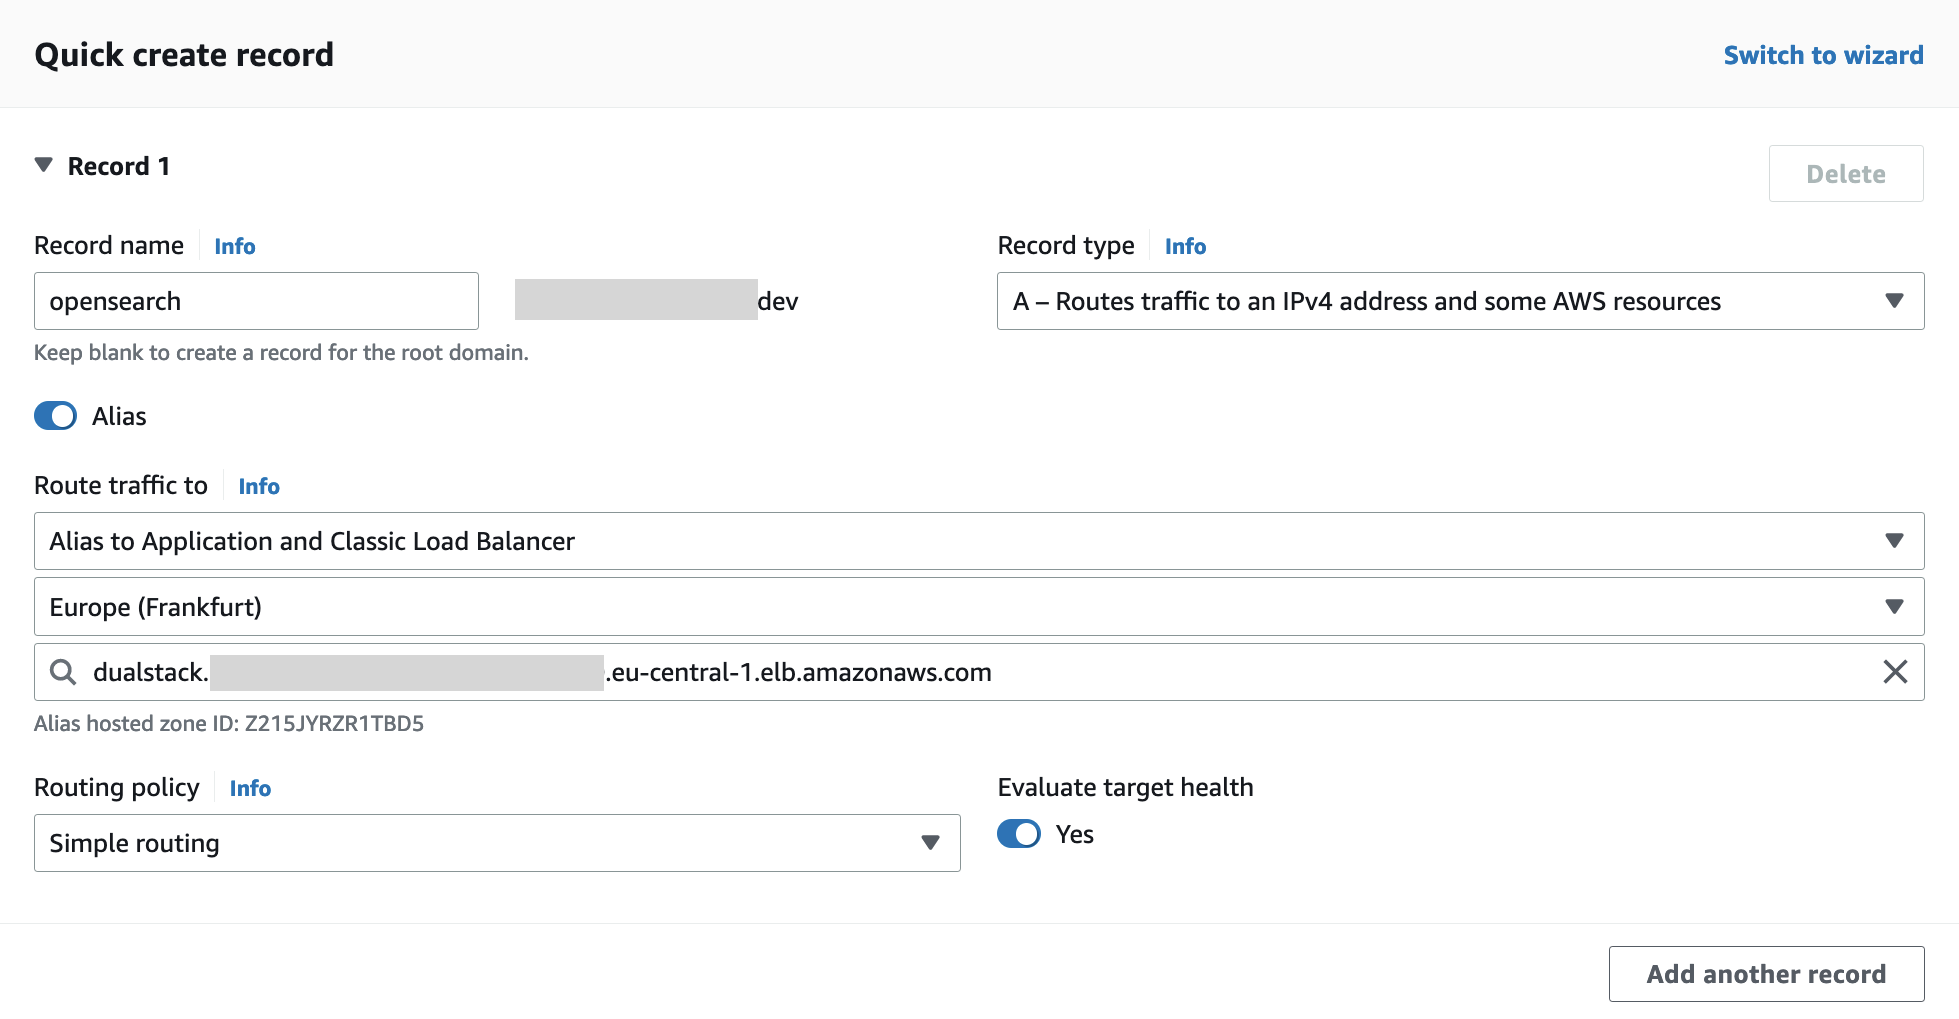 Quick create record
Switch to wizard
Record 1
Delete
Record name Info
Record type Info
opensearch
dev
A – Routes traffic to an IPv4 address and some AWS resources
Keep blank to create a record for the root domain.
Alias
Route traffic to Info
Alias to Application and Classic Load Balancer
Europe (Frankfurt)
dualstack. .eu-central-1.elb.amazonaws.com
Alias hosted zone ID: Z215JYRZR1TBD5
Routing policy Info
Evaluate target health
Simple routing
Yes
Add another record